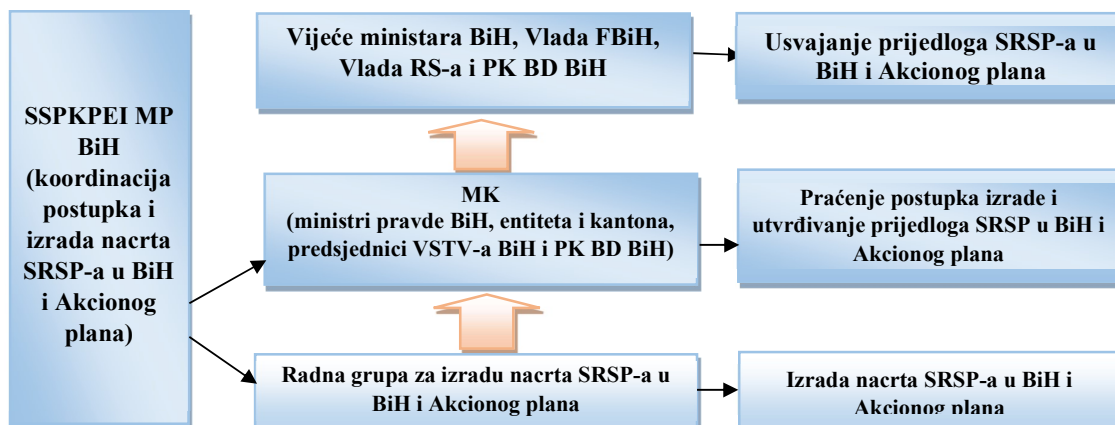 SSPKPEI MP
BiH
(koordinacija
postupka i
izrada nacrta
SRSP-a u BiH
i Akcionog
plana)
Vijeće ministara BiH, Vlada FBiH,
Vlada RS-a i PK BD BiH
Usvajanje prijedloga SRSP-a u
BiH i Akcionog plana
MK
(ministri pravde BiH, entiteta i kantona,
predsjednici VSTV-a BiH i PK BD BiH)
Praćenje postupka izrade i
utvrđivanje prijedloga SRSP u BiH i
Akcionog plana
Radna grupa za izradu nacrta SRSP-a u
BiH i Akcionog plana
Izrada nacrta SRSP-a u BiH i
Akcionog plana